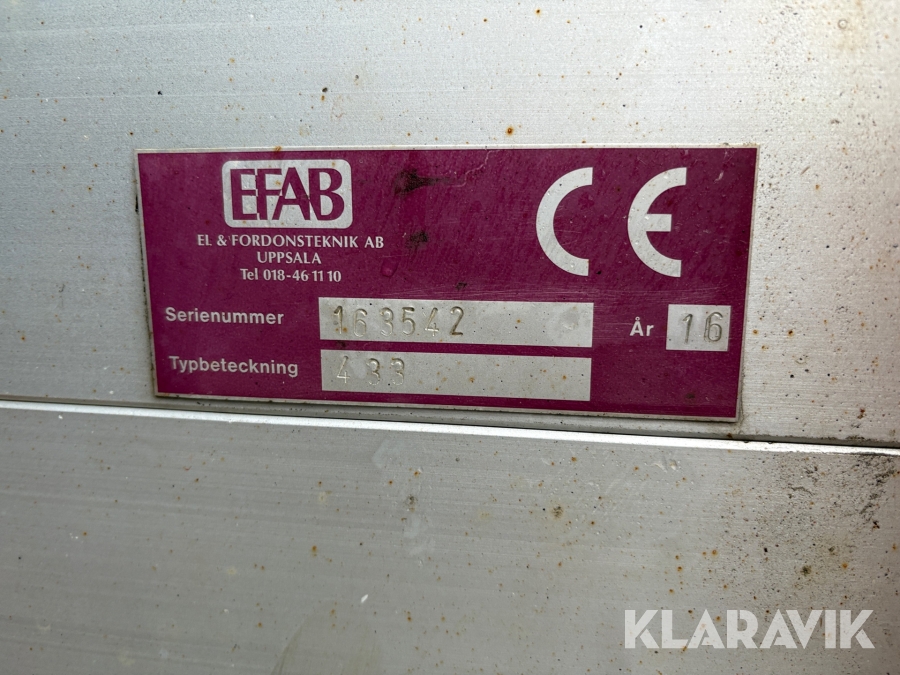 EFAB
EL & FORDONSTEKNIK AB
UPPSALA
Tel 018-46 11 10
CE
Serienummer 163542 År 16
Typbeteckning 433
KLARAVIK